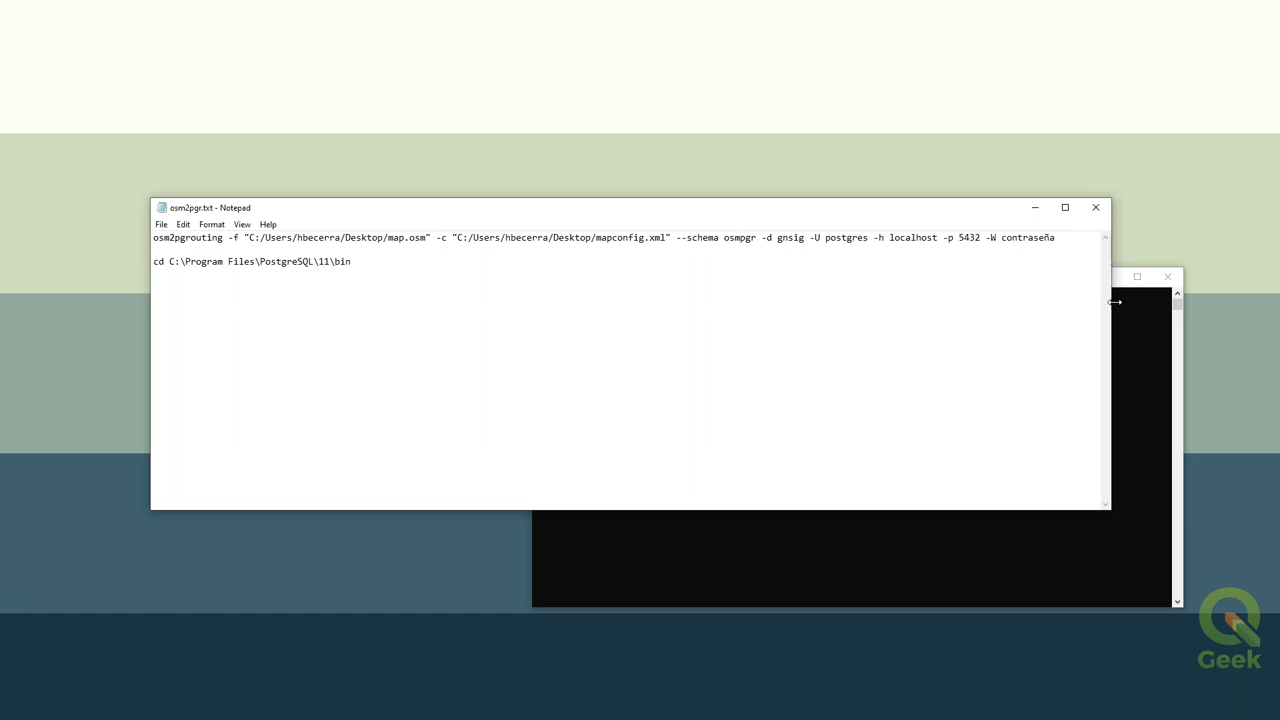 osm2pgr.txt - Notepad
File Edit Format View Help
osm2pgrouting -f "C:/Users/hbecerra/Desktop/map.osm" -c "C:/Users/hbecerra/Desktop/mapconfig.xml" --schema osmpgr -d gnsig -U postgres -h localhost -p 5432 -W contraseña
cd C:\Program Files\PostgreSQL\11\bin
Geek